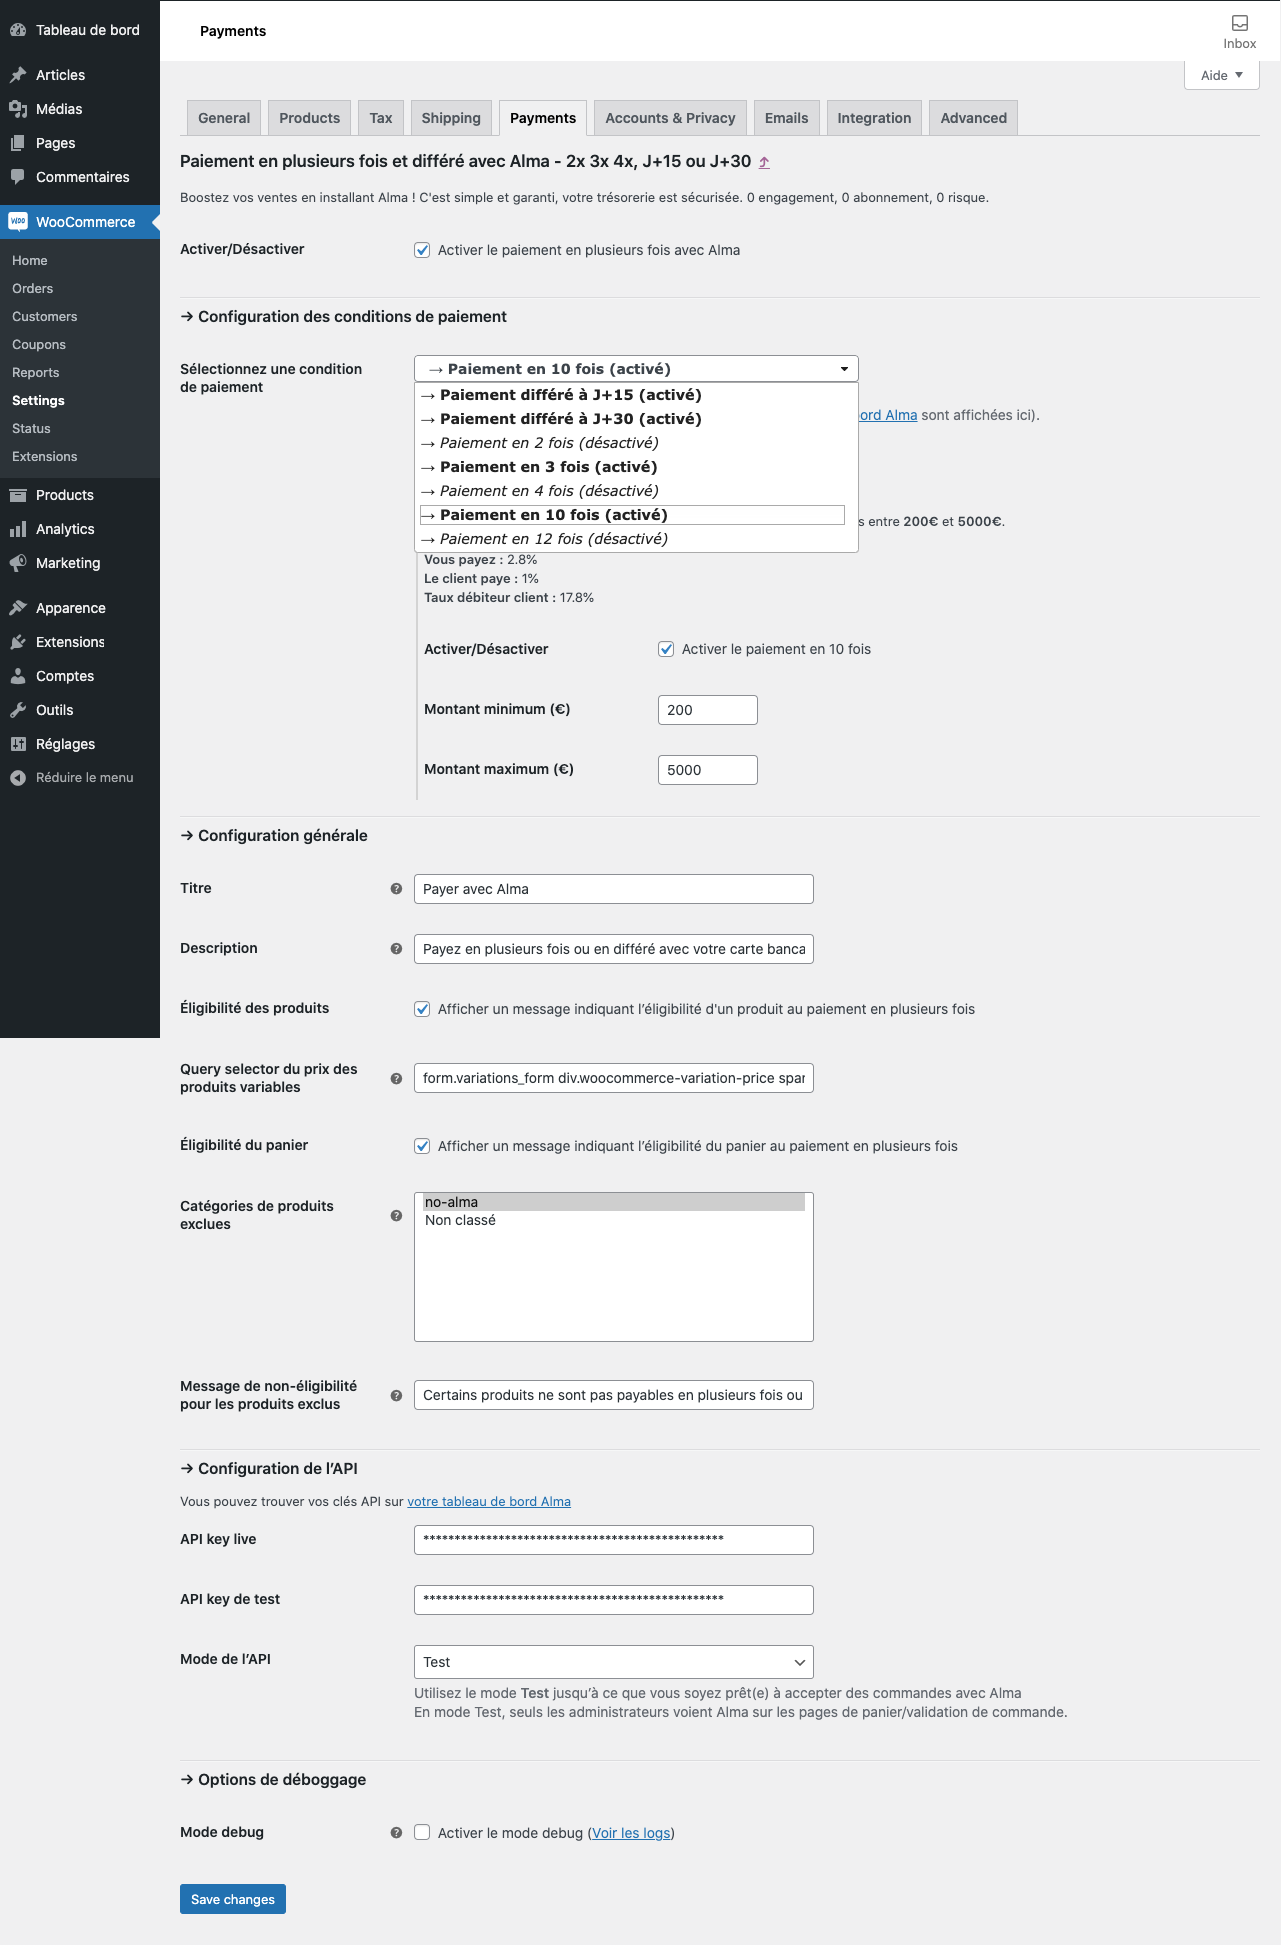 Tableau de bord
Articles
Médias
Pages
Commentaires
WOO
WooCommerce
Home
Orders
Customers
Coupons
Reports
Settings
Status
Extensions
Products
Analytics
Marketing
Apparence
Extensions
Comptes
Outils
Réglages
Réduire le menu
Payments
Inbox
Aide
General Products Tax Shipping Payments Accounts & Privacy Emails Integration Advanced
Paiement en plusieurs fois et différé avec Alma - 2x 3x 4x, J+15 ou J+30
Boostez vos ventes en installant Alma ! C'est simple et garanti, votre trésorerie est sécurisée. 0 engagement, 0 abonnement, 0 risque.
Activer/Désactiver Activer le paiement en plusieurs fois avec Alma
→ Configuration des conditions de paiement
Sélectionnez une condition
de paiement
→ Paiement en 10 fois (activé)
→ Paiement différé à J+15 (activé)
→ Paiement différé à J+30 (activé)
ord Alma sont affichées ici).
→ Paiement en 2 fois (désactivé)
→ Paiement en 3 fois (activé)
→ Paiement en 4 fois (désactivé)
→ Paiement en 10 fois (activé)
s entre 200€ et 5000€.
→ Paiement en 12 fois (désactivé)
Vous payez : 2.8%
Le client paye : 1%
Taux débiteur client : 17.8%
Activer/Désactiver Activer le paiement en 10 fois
Montant minimum (€) 200
Montant maximum (€) 5000
→ Configuration générale
Titre Payer avec Alma
Description Payez en plusieurs fois ou en différé avec votre carte banca
Éligibilité des produits Afficher un message indiquant l’éligibilité d'un produit au paiement en plusieurs fois
Query selector du prix des
produits variables
form.variations_form div.woocommerce-variation-price span
Éligibilité du panier Afficher un message indiquant l’éligibilité du panier au paiement en plusieurs fois
Catégories de produits
exclues
no-alma
Non classé
Message de non-éligibilité
pour les produits exclus
Certains produits ne sont pas payables en plusieurs fois ou
→ Configuration de l’API
Vous pouvez trouver vos clés API sur votre tableau de bord Alma
API key live ************************************************
API key de test ************************************************
Mode de l’API Test
Utilisez le mode Test jusqu’à ce que vous soyez prêt(e) à accepter des commandes avec Alma
En mode Test, seuls les administrateurs voient Alma sur les pages de panier/validation de commande.
→ Options de déboggage
Mode debug Activer le mode debug (Voir les logs)
Save changes